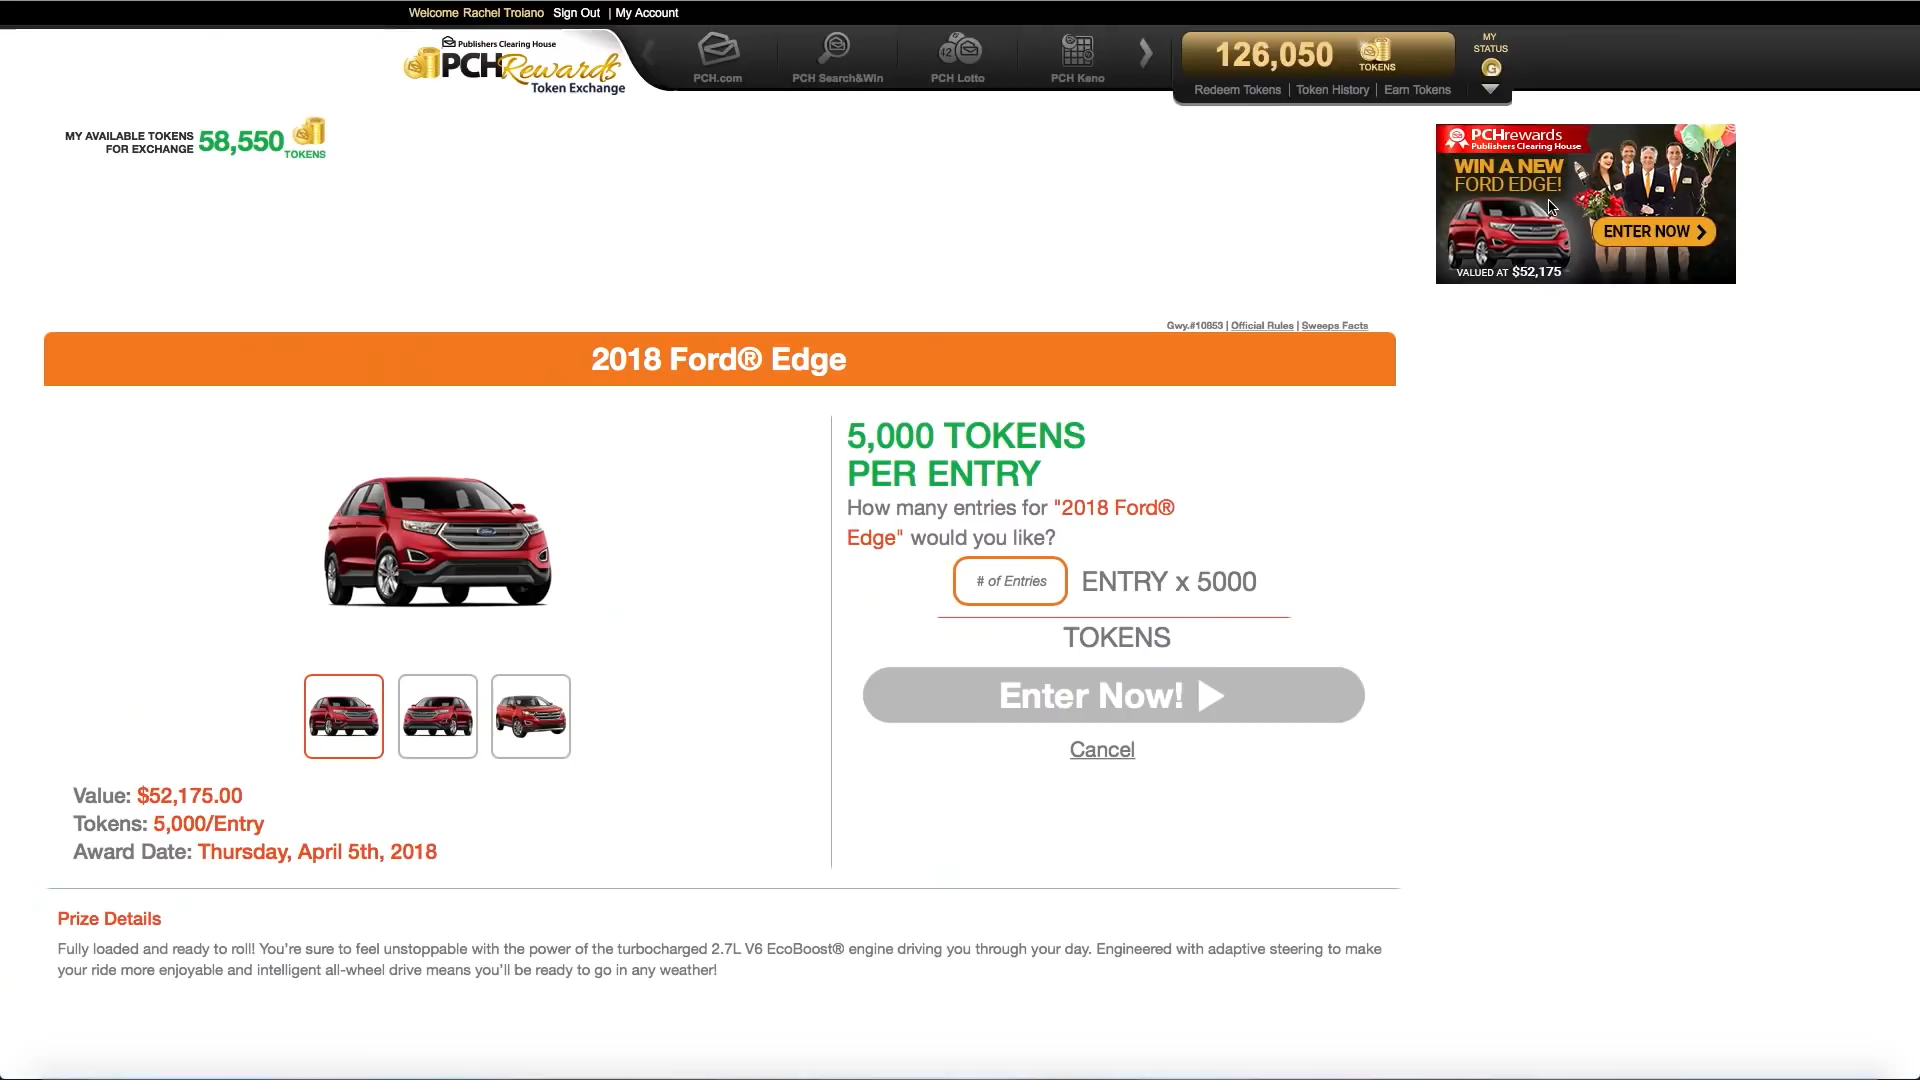 Welcome Rachel Troiano Sign Out | My Account
Publishers Clearing House
PCHRewards
Token Exchange
PCH.com
PCH Search&Win
PCH Lotto
42
PCH Keno
126,050
TOKENS
Redeem Tokens | Token History | Earn Tokens
MY
STATUS
G
MY AVAILABLE TOKENS
FOR EXCHANGE
58,550
TOKENS
PCHrewards
Publishers Clearing House
WIN A NEW
FORD EDGE!
ENTER NOW
VALUED AT $52,175
Gwy.#10853 | Official Rules | Sweeps Facts
2018 Ford® Edge
5,000 TOKENS
PER ENTRY
How many entries for "2018 Ford®
Edge" would you like?
# of Entries ENTRY x 5000
TOKENS
Enter Now!
Cancel
Value: $52,175.00
Tokens: 5,000/Entry
Award Date: Thursday, April 5th, 2018
Prize Details
Fully loaded and ready to roll! You’re sure to feel unstoppable with the power of the turbocharged 2.7L V6 EcoBoost® engine driving you through your day. Engineered with adaptive steering to make
your ride more enjoyable and intelligent all-wheel drive means you’ll be ready to go in any weather!